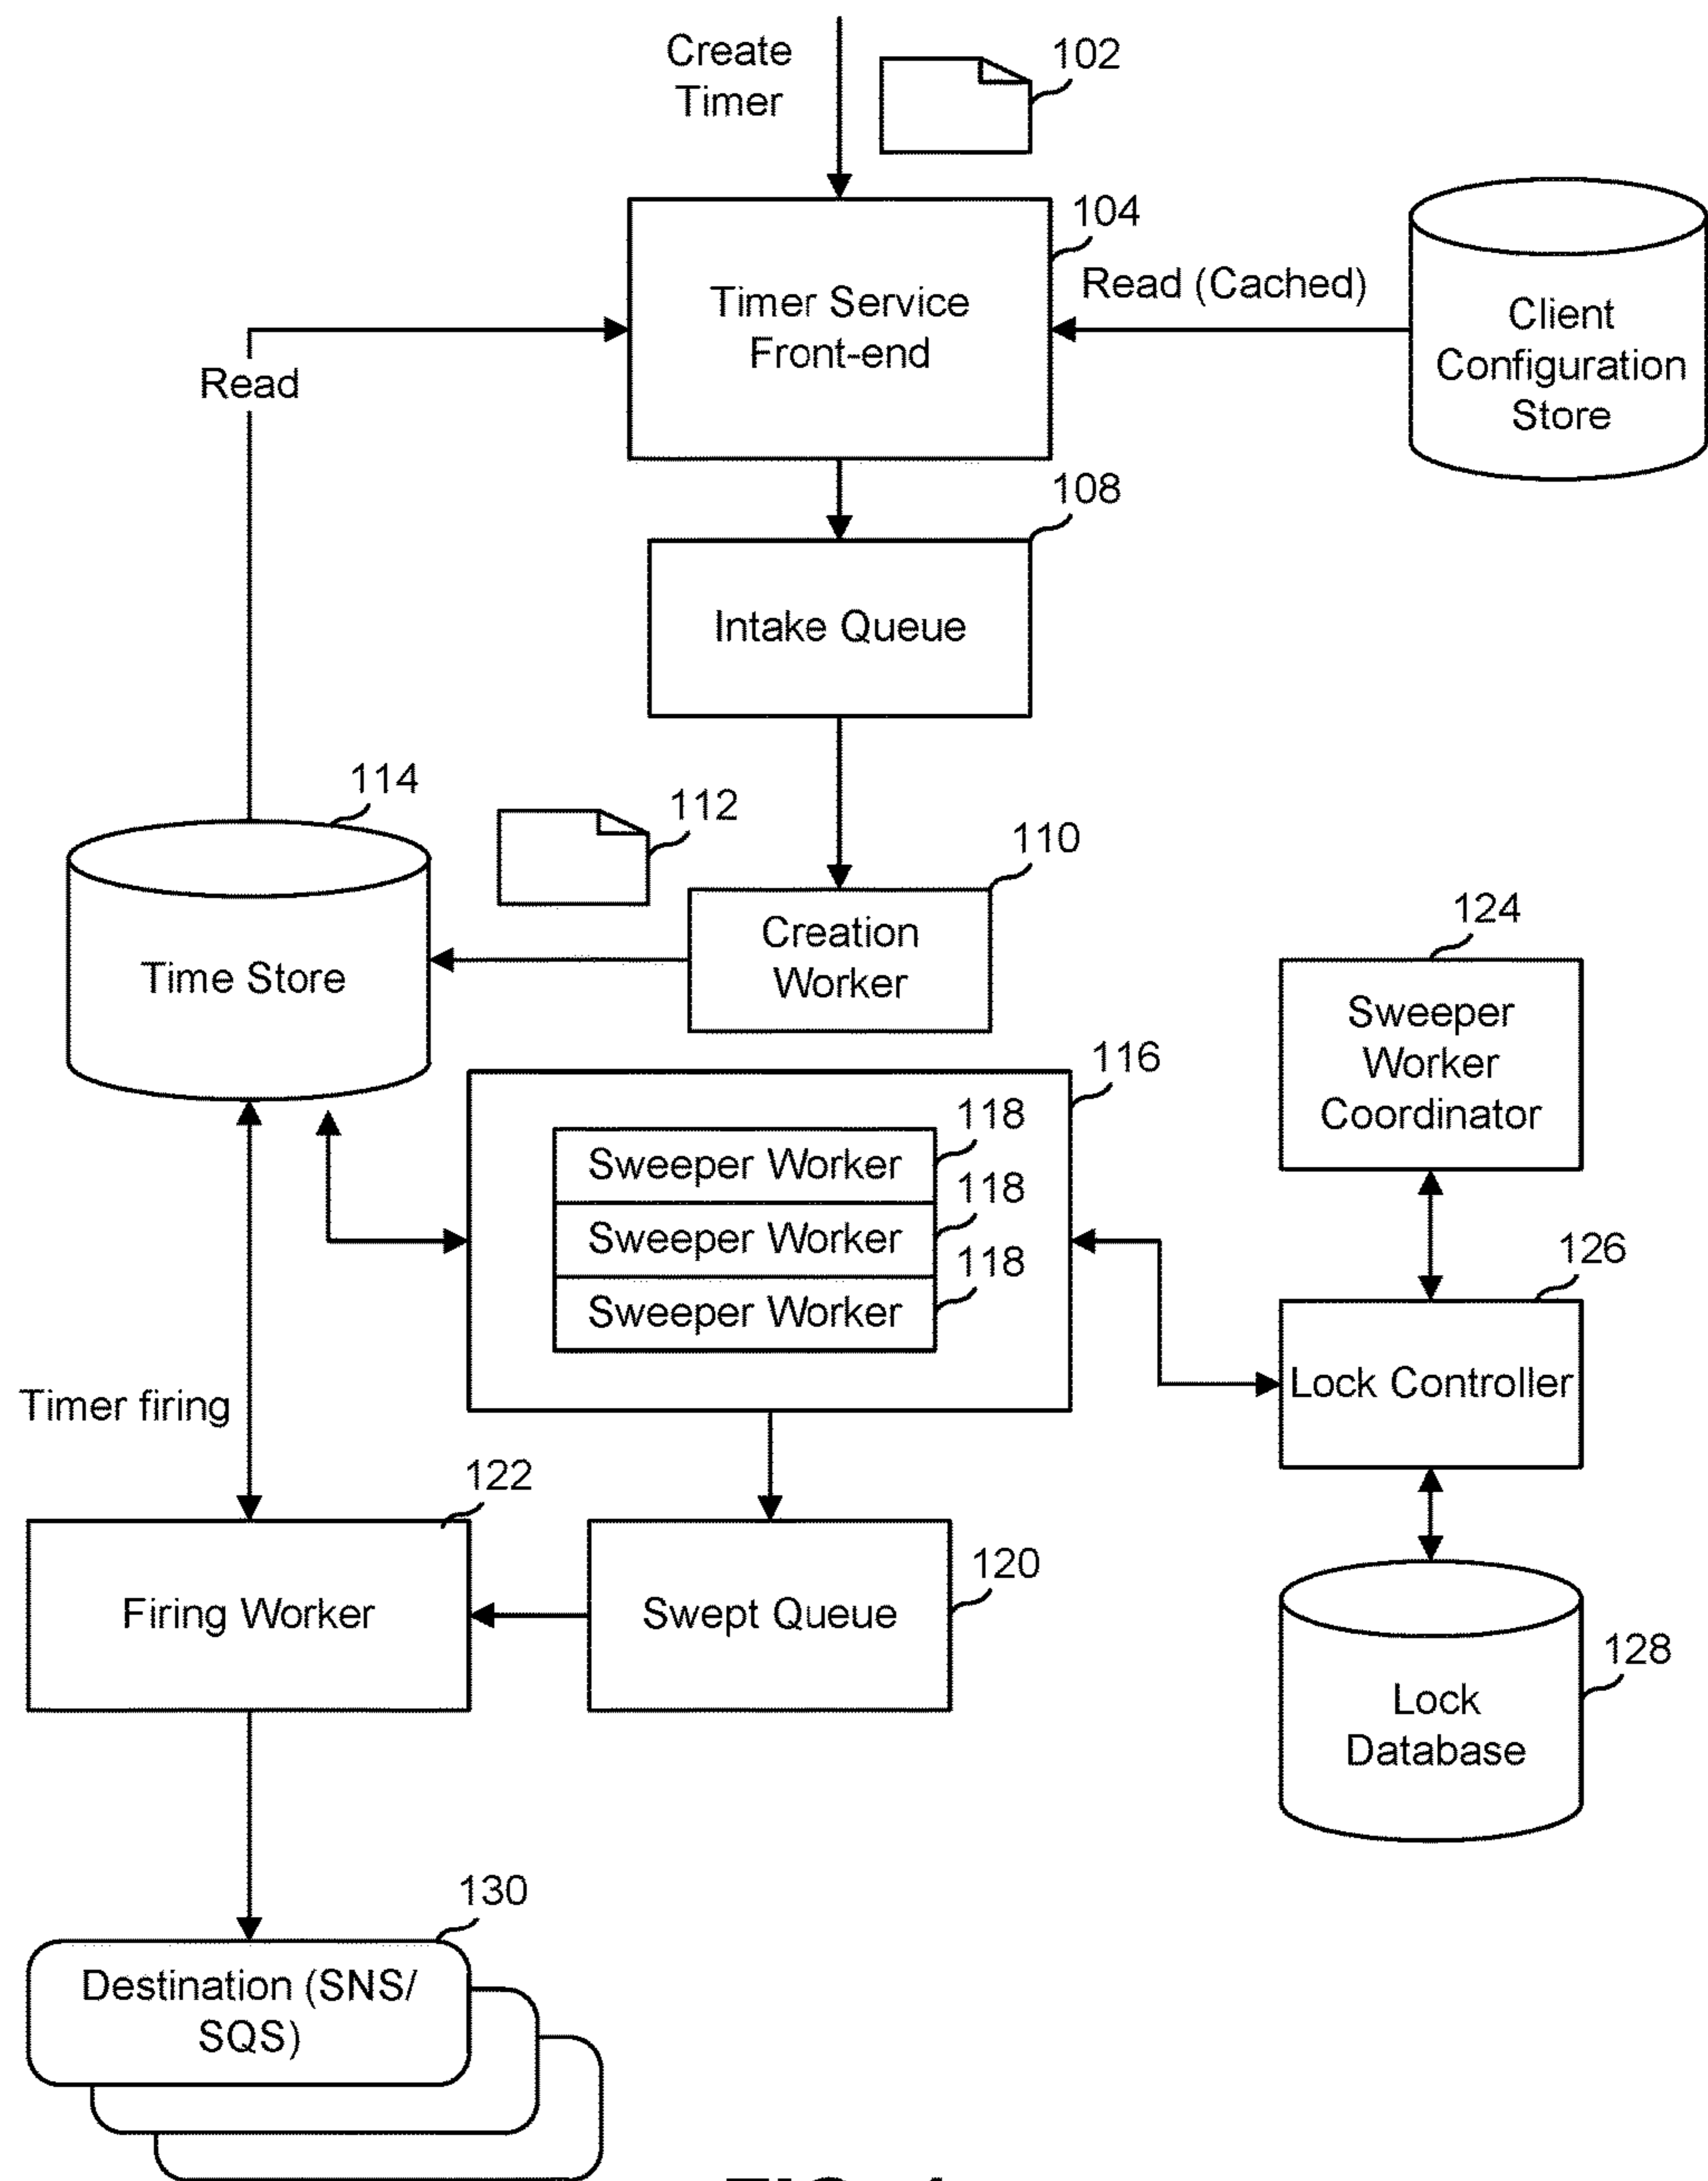 Create
Timer
102
104
Timer Service
Front-end
Read (Cached)
Client
Configuration
Store
Read
108
Intake Queue
114
112
110
Time Store
Creation
Worker
124
Sweeper
Worker
Coordinator
116
118
Sweeper Worker
118
Sweeper Worker
118
Sweeper Worker
126
Lock Controller
Timer firing
122
Firing Worker
120
Swept Queue
128
Lock
Database
130
Destination (SNS/
SQS)